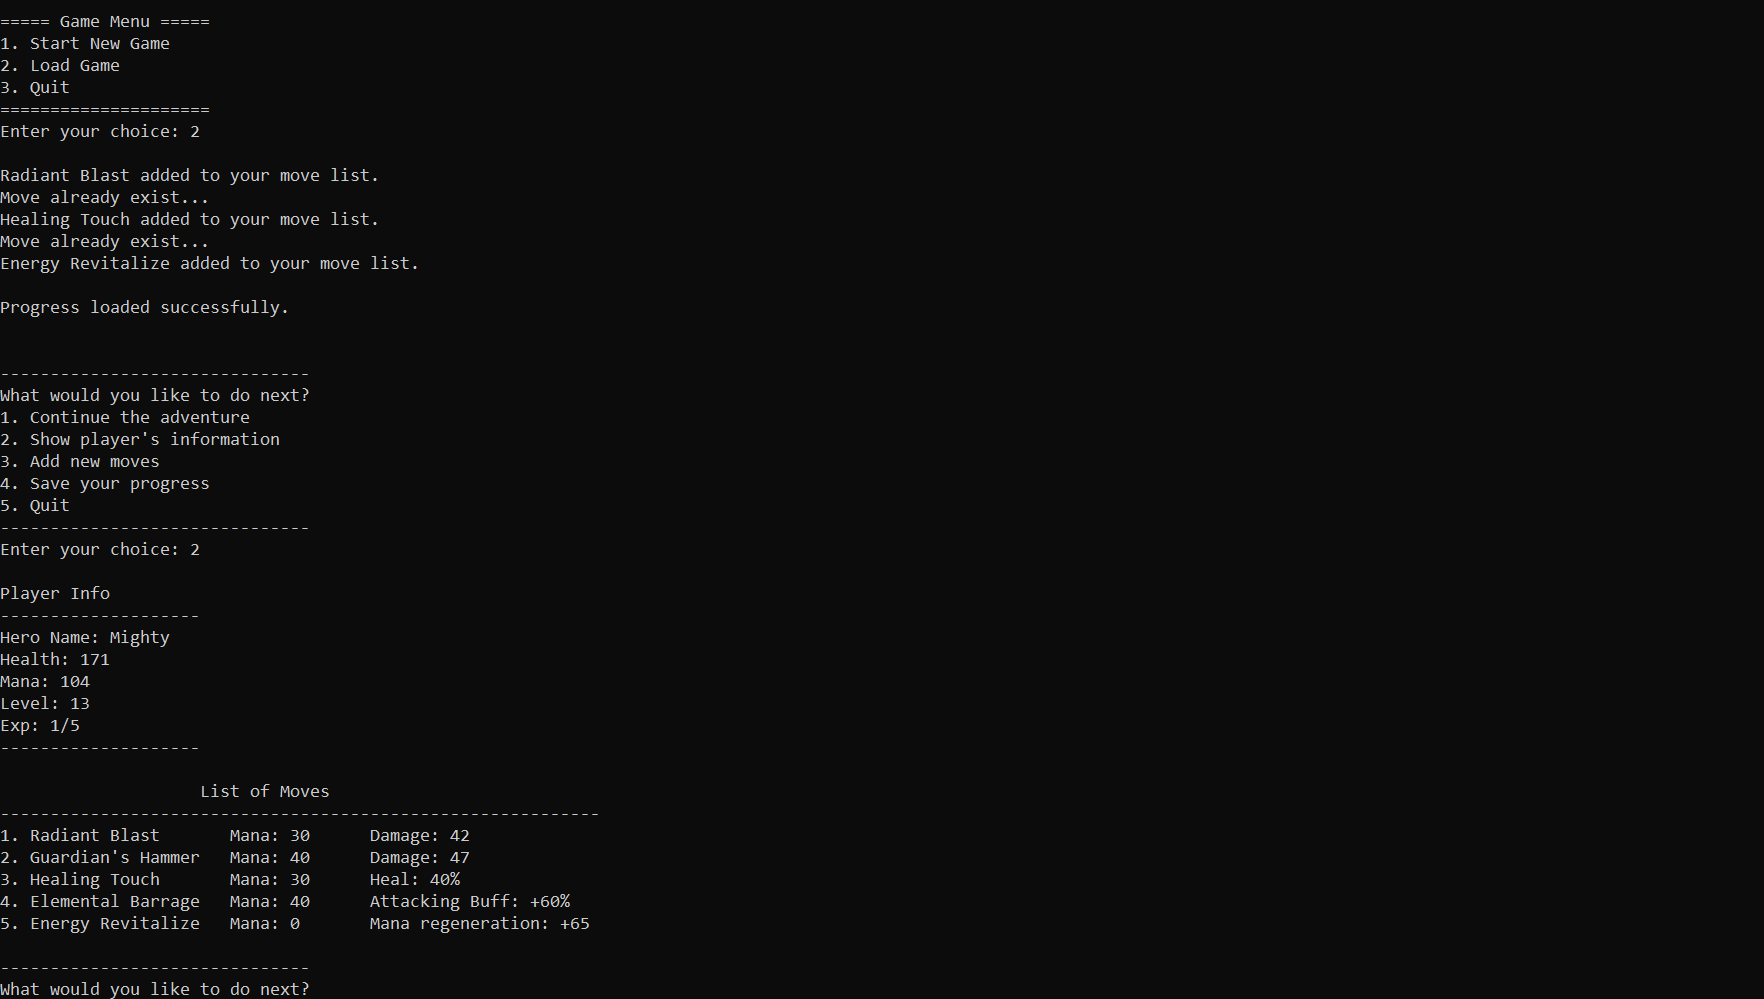 ===== Game Menu =====
1. Start New Game
2. Load Game
3. Quit
=====================
Enter your choice: 2
Radiant Blast added to your move list.
Move already exist...
Healing Touch added to your move list.
Move already exist...
Energy Revitalize added to your move list.
Progress loaded successfully.
-------------------------------
What would you like to do next?
1. Continue the adventure
2. Show player's information
3. Add new moves
4. Save your progress
5. Quit
-------------------------------
Enter your choice: 2
Player Info
--------------------
Hero Name: Mighty
Health: 171
Mana: 104
Level: 13
Exp: 1/5
--------------------
                    List of Moves
------------------------------------------------------------
1. Radiant Blast       Mana: 30      Damage: 42
2. Guardian's Hammer   Mana: 40      Damage: 47
3. Healing Touch       Mana: 30      Heal: 40%
4. Elemental Barrage   Mana: 40      Attacking Buff: +60%
5. Energy Revitalize   Mana: 0       Mana regeneration: +65
-------------------------------
What would you like to do next?